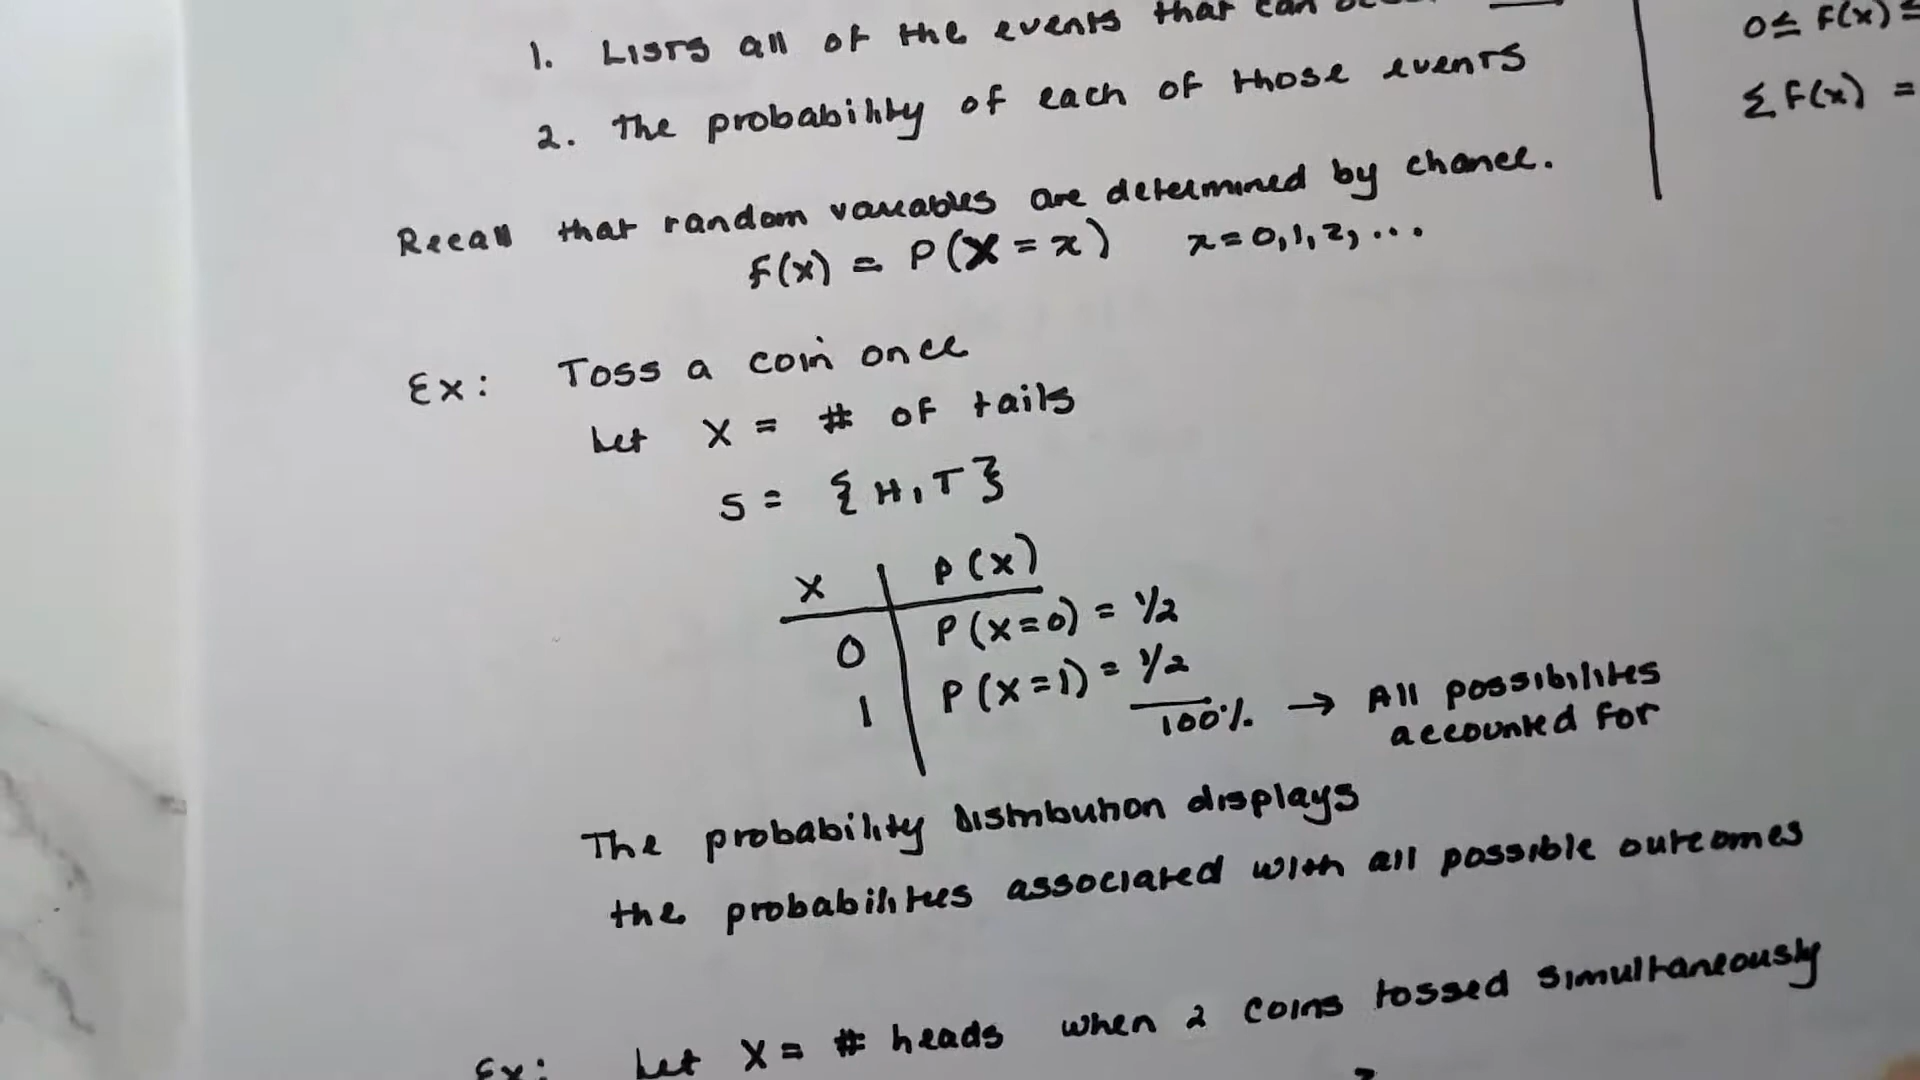 1. Lists all of the events that can
2. The probability of each of those events
0≤ F(x) ≤
Σ F(x) =
Recall that random variables are determined by chance.
F(x) = P(X = x) x = 0, 1, 2, ...
Ex: Toss a coin once
Let X = # of tails
S = {H, T}
X P(x)
0 P(X=0) = 1/2
1 P(X=1) = 1/2
100% → All possibilities
accounted for
The probability distribution displays
the probabilities associated with all possible outcomes
Ex: Let X = # heads when 2 coins tossed simultaneously